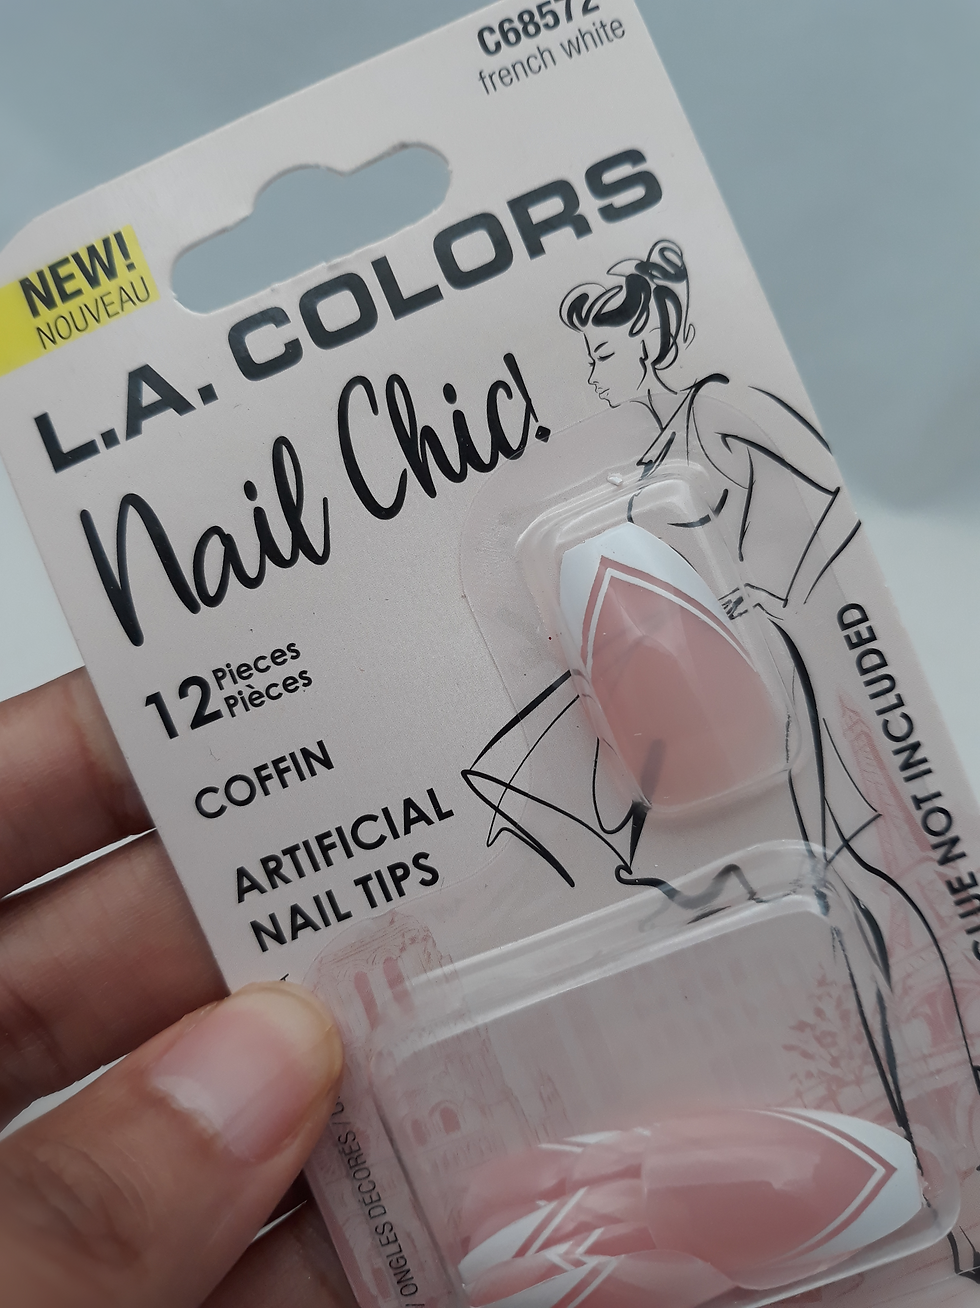 C68572
french white
NEW!
NOUVEAU
L.A. COLORS
Nail Chic!
12 Pieces
Pièces
COFFIN
ARTIFICIAL
NAIL TIPS
GLUE NOT INCLUDED
/ ONGLES DÉCORÉS /